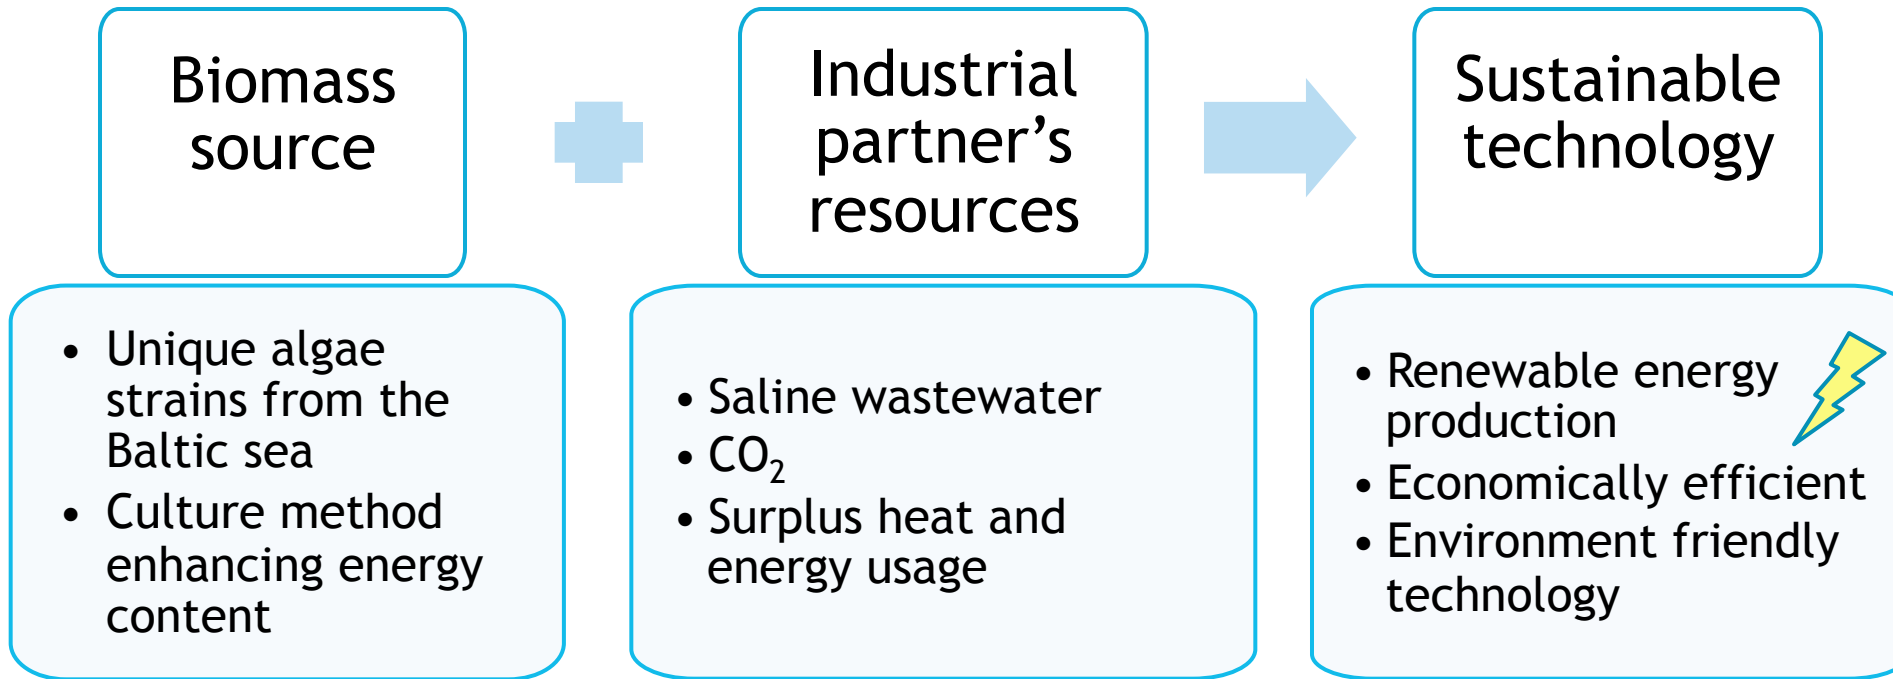 Biomass
source
Industrial
partner’s
resources
Sustainable
technology
• Unique algae
strains from the
Baltic sea
• Culture method
enhancing energy
content
• Saline wastewater
• CO₂
• Surplus heat and
energy usage
• Renewable energy
production
• Economically efficient
• Environment friendly
technology